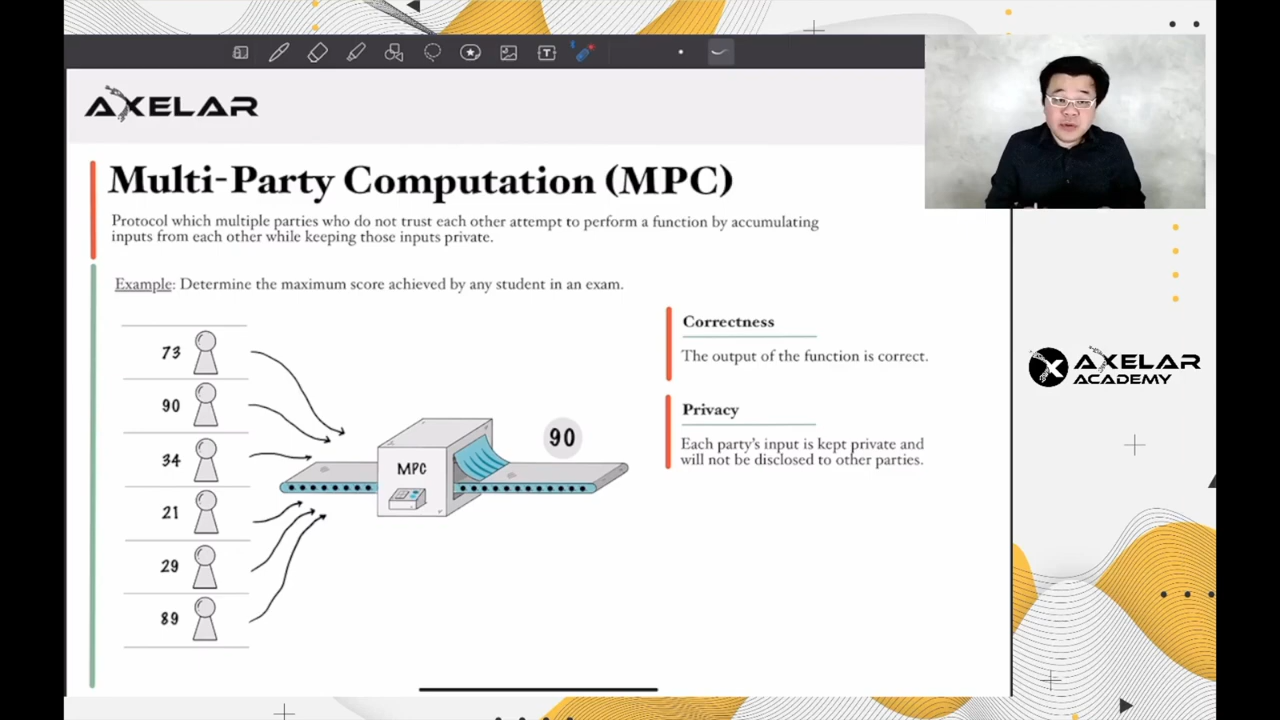 AXELAR
Multi-Party Computation (MPC)
Protocol which multiple parties who do not trust each other attempt to perform a function by accumulating
inputs from each other while keeping those inputs private.
Example: Determine the maximum score achieved by any student in an exam.
73
90
34
21
29
89
MPC
90
Correctness
The output of the function is correct.
Privacy
Each party's input is kept private and
will not be disclosed to other parties.
AXELAR
ACADEMY